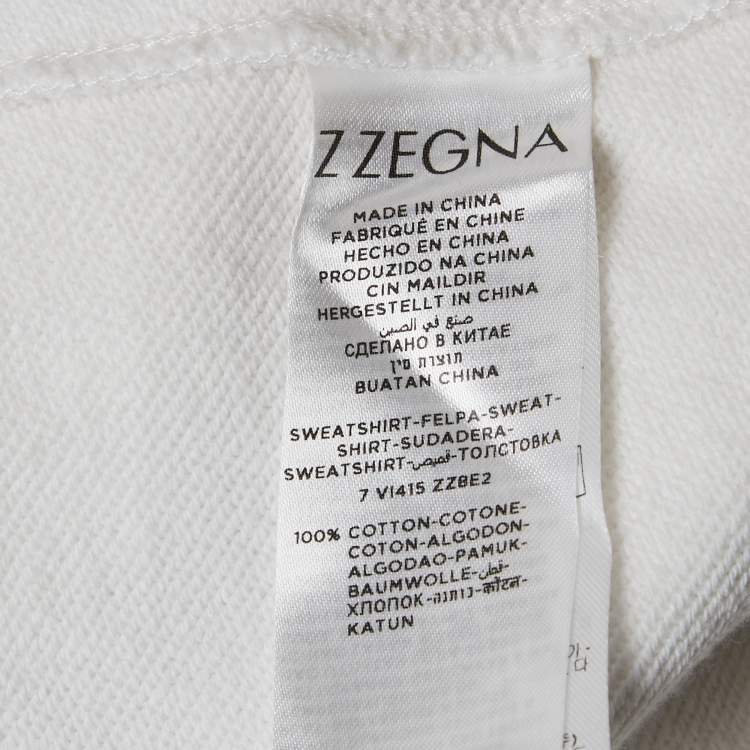 Z ZEGNA
MADE IN CHINA
FABRIQUÉ EN CHINE
HECHO EN CHINA
PRODUZIDO NA CHINA
CIN MAILDIR
HERGESTELLT IN CHINA
صنع في الصين
СДЕЛАНО В КИТАЕ
תוצרת סין
BUATAN CHINA
SWEATSHIRT-FELPA-SWEAT-
SHIRT-SUDADERA-
SWEATSHIRT-قميص-ТОЛСТОВКА
7 VI415 ZZBE2
100% COTTON-COTONE-
COTON-ALGODON-
ALGODAO-PAMUK-
BAUMWOLLE-قطن-
ХЛОПОК-כותנה-कॉटन-
KATUN